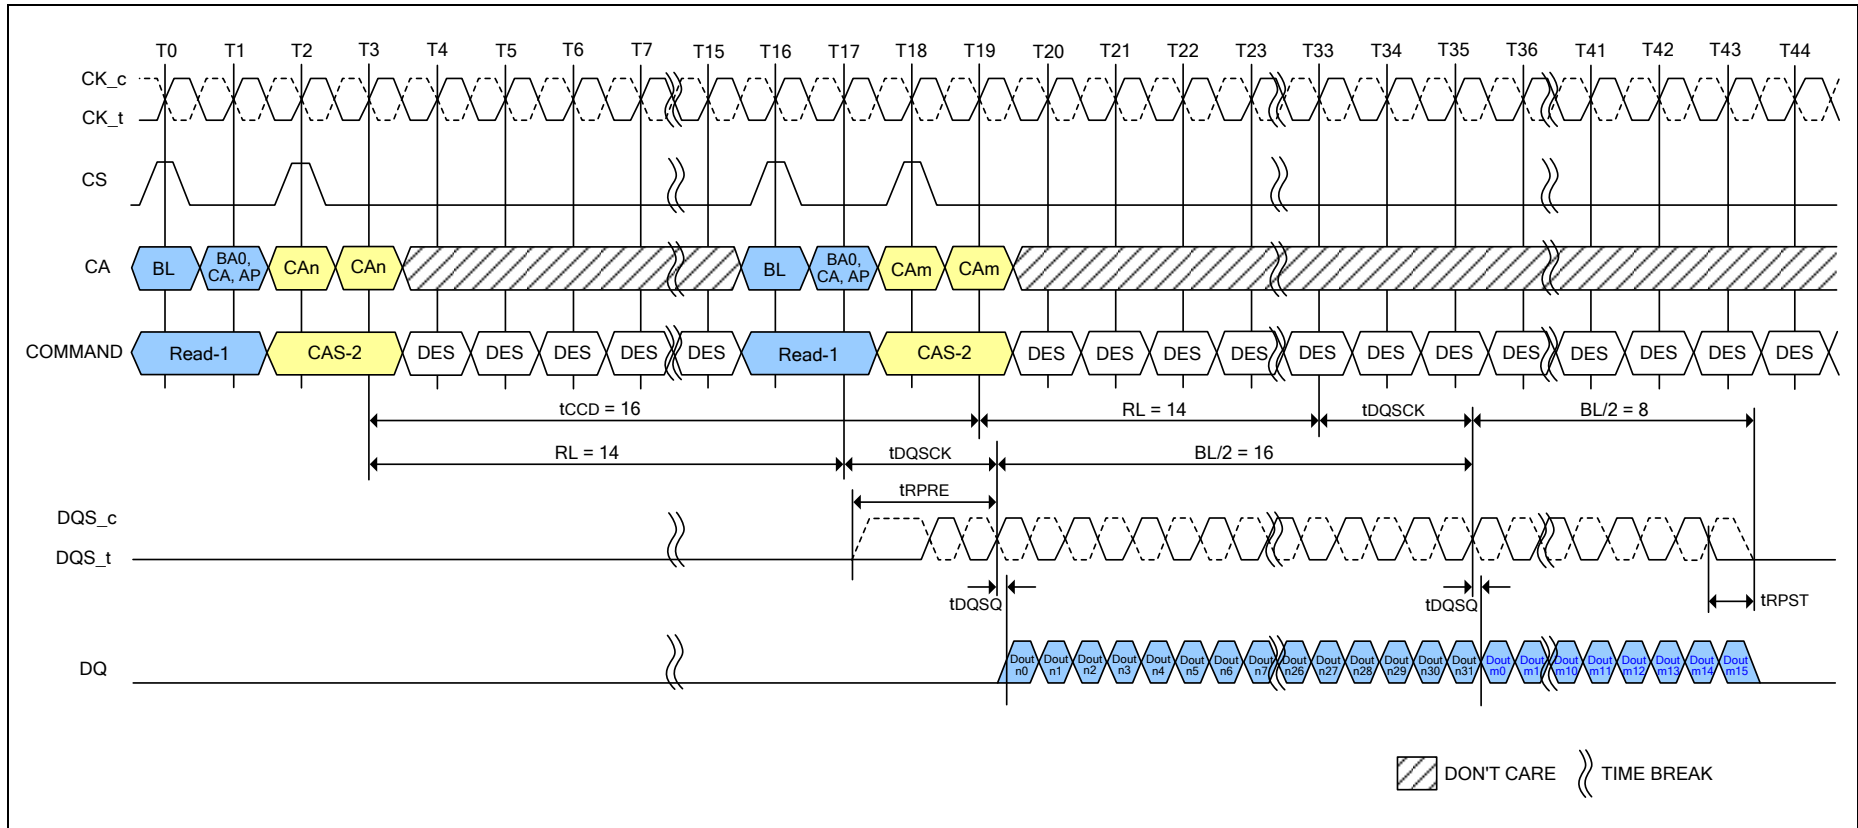 T0 T1 T2 T3 T4 T5 T6 T7 T15 T16 T17 T18 T19 T20 T21 T22 T23 T33 T34 T35 T36 T41 T42 T43 T44
CK_c
CK_t
CS
CA BL BA0, CA, AP CAn CAn BL BA0, CA, AP CAm CAm
COMMAND Read-1 CAS-2 DES DES DES DES DES Read-1 CAS-2 DES DES DES DES DES DES DES DES DES DES DES DES
tCCD = 16 RL = 14 tDQSCK BL/2 = 8
RL = 14 tDQSCK BL/2 = 16
tRPRE
DQS_c
DQS_t
tDQSQ tDQSQ tRPST
DQ Dout n0 Dout n1 Dout n2 Dout n3 Dout n4 Dout n5 Dout n6 Dout n7 Dout n26 Dout n27 Dout n28 Dout n29 Dout n30 Dout n31 Dout m0 Dout m1 Dout m10 Dout m11 Dout m12 Dout m13 Dout m14 Dout m15
DON'T CARE TIME BREAK